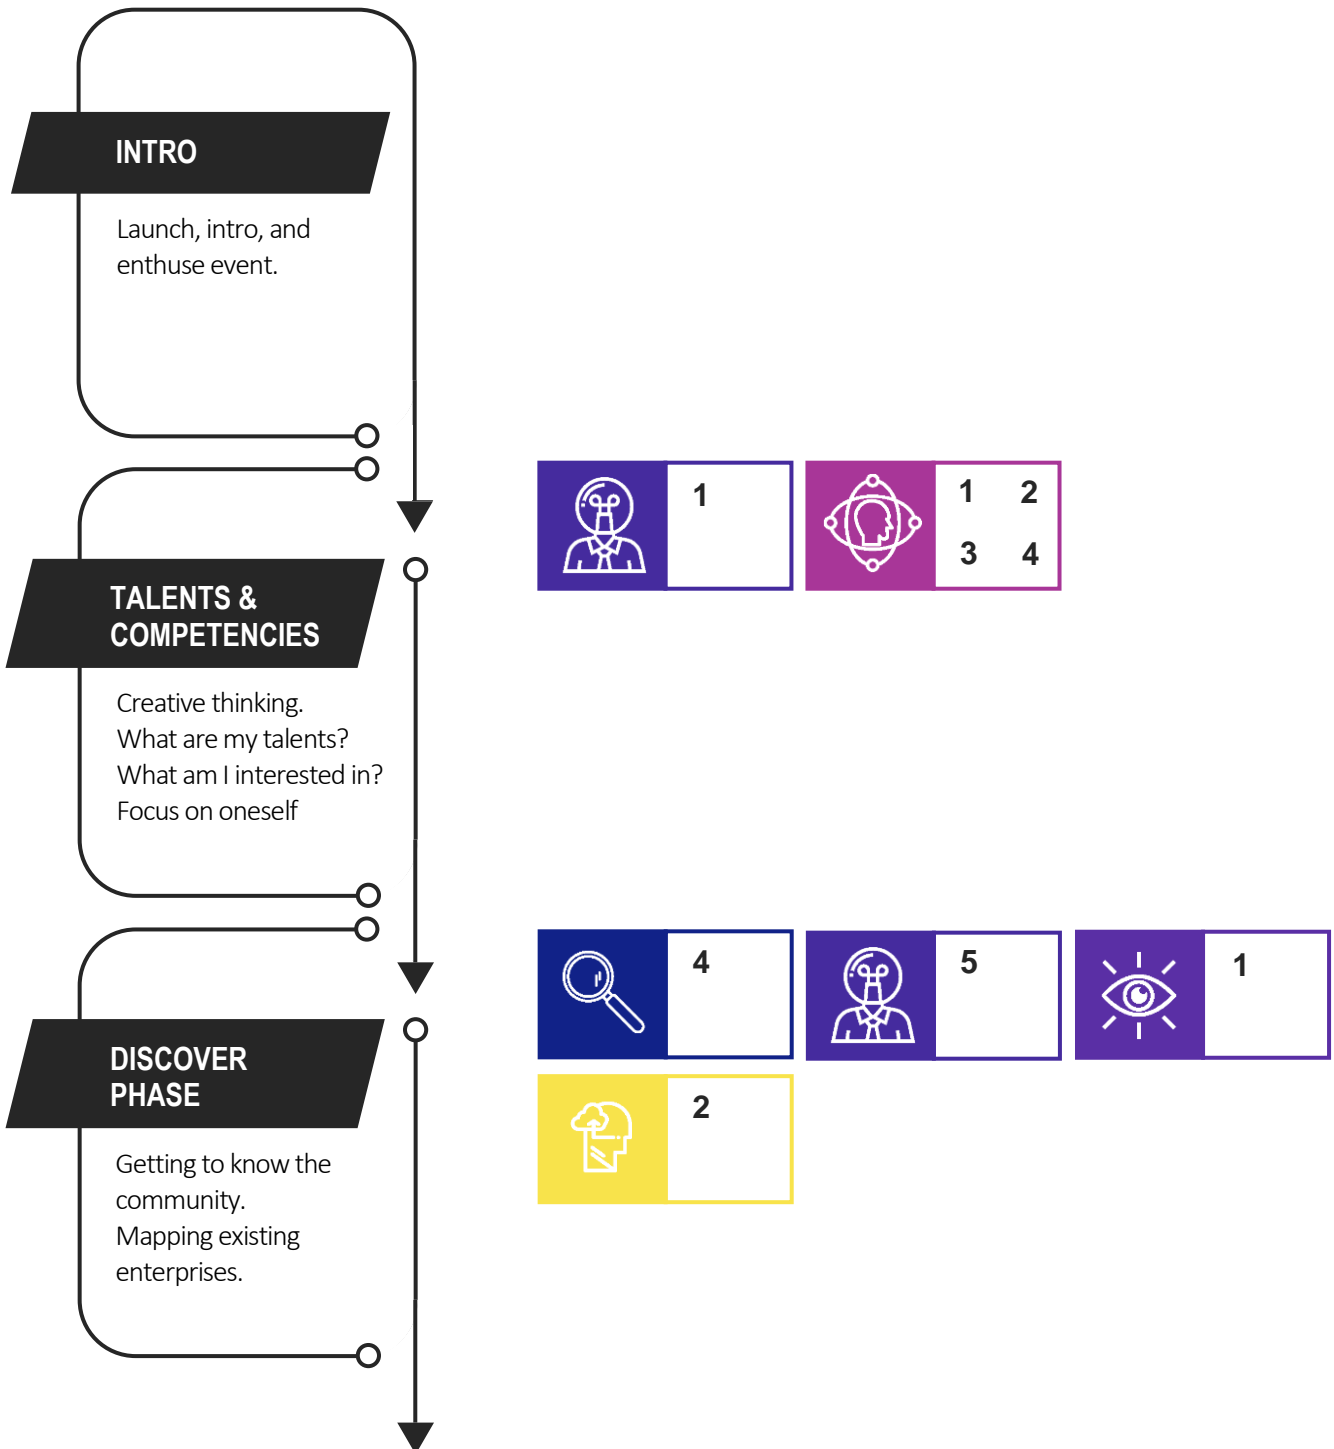 INTRO
Launch, intro, and
enthuse event.
1
1 2
3 4
TALENTS &
COMPETENCIES
Creative thinking.
What are my talents?
What am I interested in?
Focus on oneself
4
5
1
DISCOVER
PHASE
2
Getting to know the
community.
Mapping existing
enterprises.